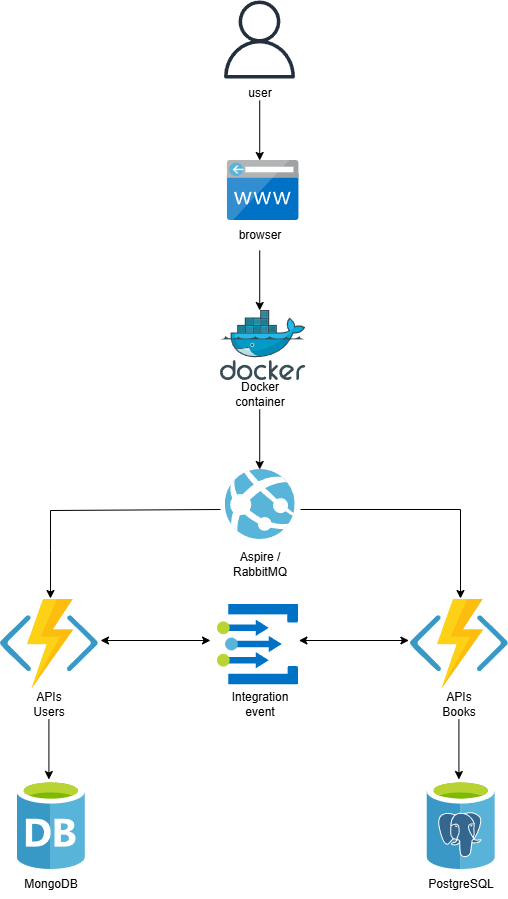 user
WWW
browser
docker
Docker
container
Aspire /
RabbitMQ
APIs
Users
Integration
event
APIs
Books
DB
MongoDB
PostgreSQL